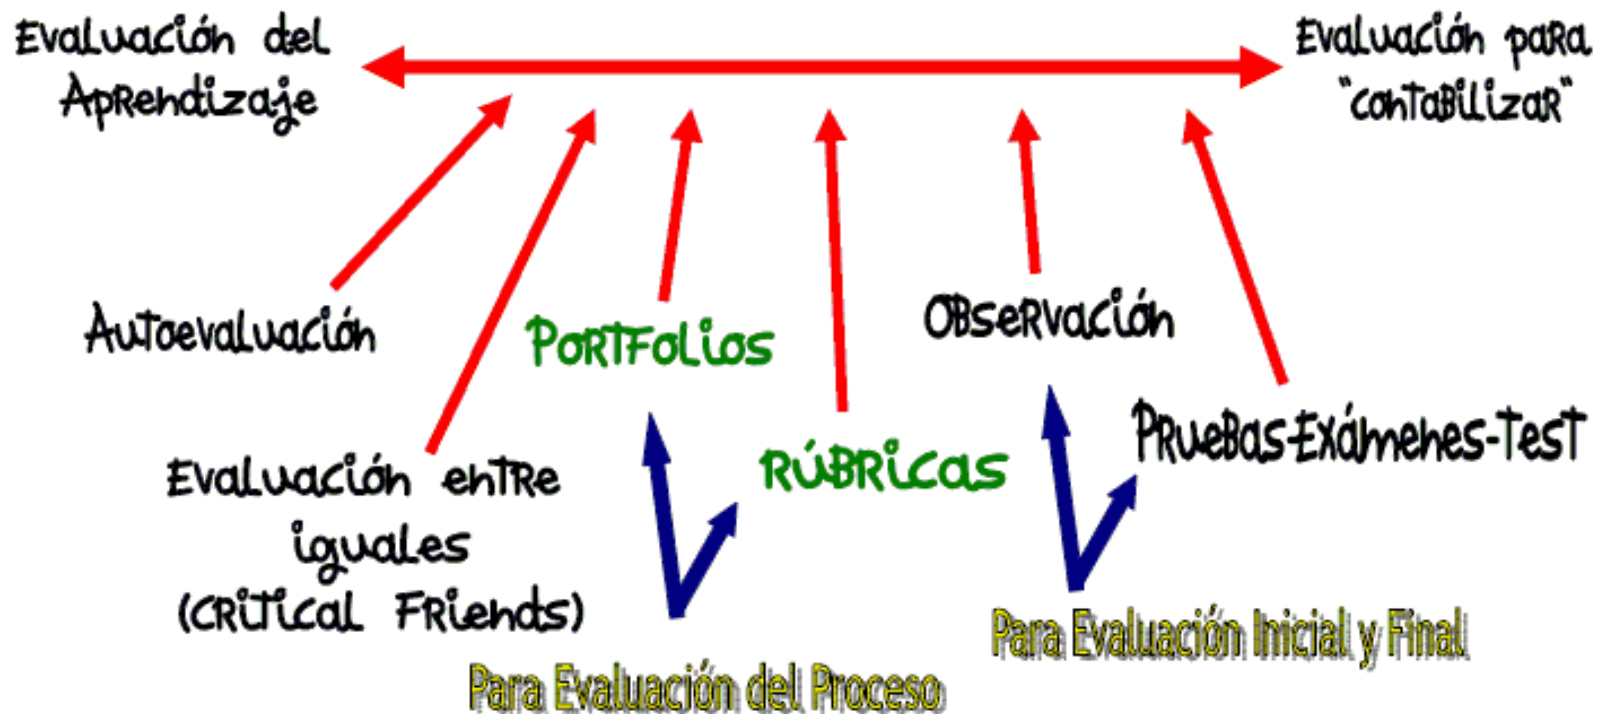 Evaluación del
Aprendizaje
Evaluación para
"contabilizar"
Autoevaluación
Portfolios
Observación
Evaluación entre
iguales
(Critical Friends)
Rúbricas
Pruebas-Exámenes-Test
Para Evaluación del Proceso
Para Evaluación Inicial y Final